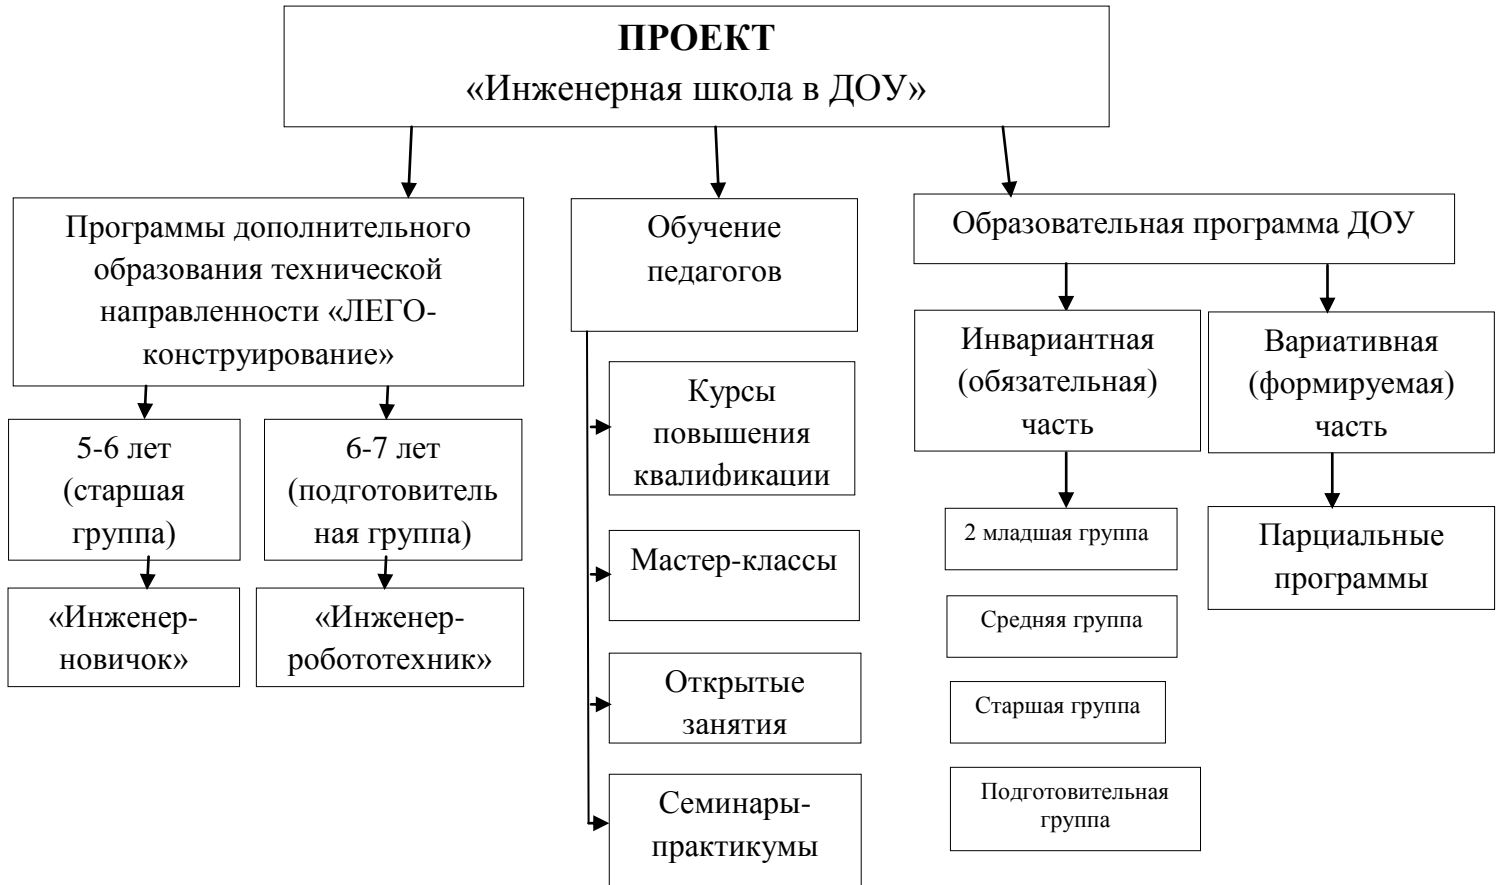 ПРОЕКТ
«Инженерная школа в ДОУ»
Программы дополнительного
образования технической
направленности «ЛЕГО-
конструирование»
5-6 лет
(старшая
группа)
6-7 лет
(подготовитель
ная группа)
«Инженер-
новичок»
«Инженер-
робототехник»
Обучение
педагогов
Курсы
повышения
квалификации
Мастер-классы
Открытые
занятия
Семинары-
практикумы
Образовательная программа ДОУ
Инвариантная
(обязательная)
часть
2 младшая группа
Средняя группа
Старшая группа
Подготовительная
группа
Вариативная
(формируемая)
часть
Парциальные
программы